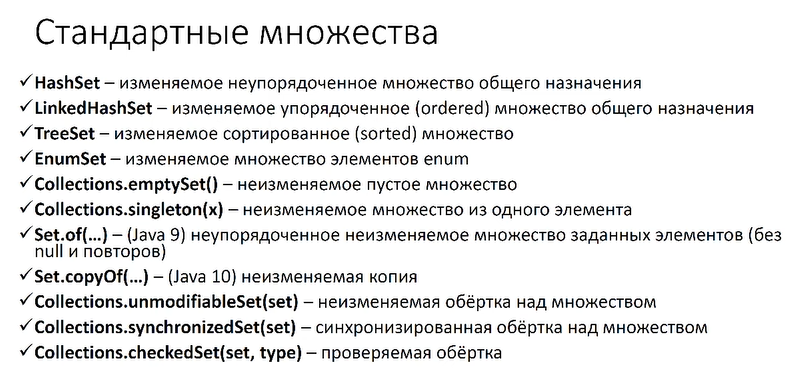 Стандартные множества
✓HashSet – изменяемое неупорядоченное множество общего назначения
✓LinkedHashSet – изменяемое упорядоченное (ordered) множество общего назначения
✓TreeSet – изменяемое сортированное (sorted) множество
✓EnumSet – изменяемое множество элементов enum
✓Collections.emptySet() – неизменяемое пустое множество
✓Collections.singleton(x) – неизменяемое множество из одного элемента
✓Set.of(…) – (Java 9) неупорядоченное неизменяемое множество заданных элементов (без
null и повторов)
✓Set.copyOf(…) – (Java 10) неизменяемая копия
✓Collections.unmodifiableSet(set) – неизменяемая обёртка над множеством
✓Collections.synchronizedSet(set) – синхронизированная обёртка над множеством
✓Collections.checkedSet(set, type) – проверяемая обёртка